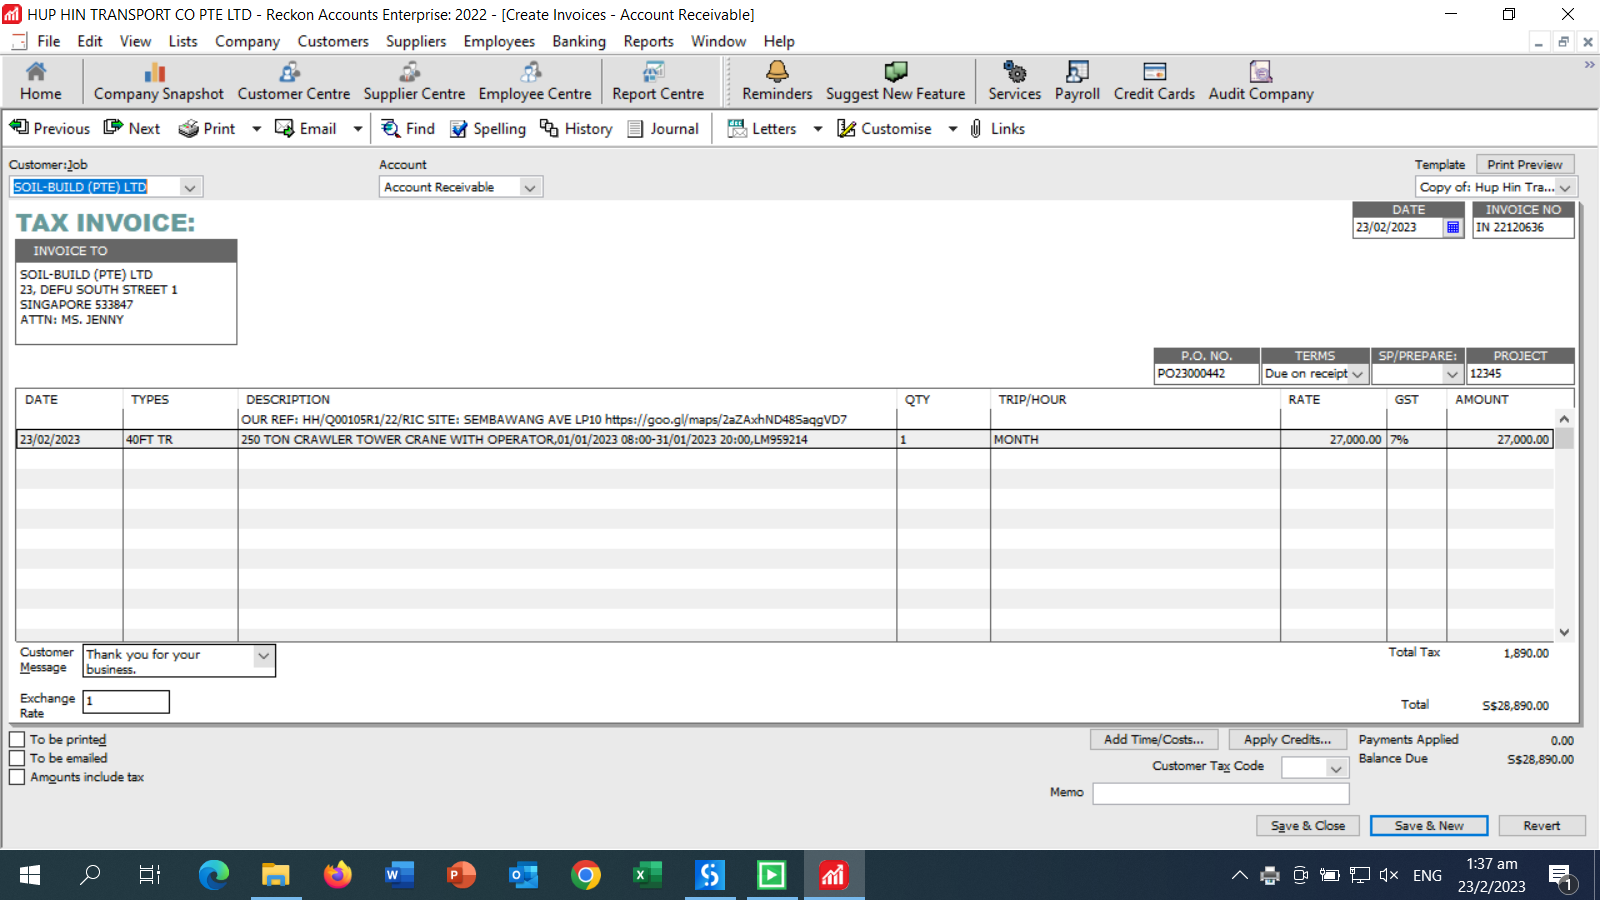 HUP HIN TRANSPORT CO PTE LTD - Reckon Accounts Enterprise: 2022 - [Create Invoices - Account Receivable]
File Edit View Lists Company Customers Suppliers Employees Banking Reports Window Help
Home Company Snapshot Customer Centre Supplier Centre Employee Centre Report Centre Reminders Suggest New Feature Services Payroll Credit Cards Audit Company
Previous Next Print Email Find Spelling History Journal Letters Customise Links
Customer:Job Account Template Print Preview
SOIL-BUILD (PTE) LTD Account Receivable Copy of: Hup Hin Tra...
TAX INVOICE:
DATE INVOICE NO
23/02/2023 IN 22120636
INVOICE TO
SOIL-BUILD (PTE) LTD
23, DEFU SOUTH STREET 1
SINGAPORE 533847
ATTN: MS. JENNY
P.O. NO. TERMS SP/PREPARE: PROJECT
PO23000442 Due on receipt 12345
DATE TYPES DESCRIPTION QTY TRIP/HOUR RATE GST AMOUNT
OUR REF: HH/Q00105R1/22/RIC SITE: SEMBAWANG AVE LP10 https://goo.gl/maps/2aZAxhND48SaqgVD7
23/02/2023 40FT TR 250 TON CRAWLER TOWER CRANE WITH OPERATOR,01/01/2023 08:00-31/01/2023 20:00,LM959214 1 MONTH 27,000.00 7% 27,000.00
Customer Message Thank you for your business.
Total Tax 1,890.00
Exchange Rate 1
Total S$28,890.00
To be printed
To be emailed
Amounts include tax
Add Time/Costs... Apply Credits... Payments Applied 0.00
Customer Tax Code Balance Due S$28,890.00
Memo
Save & Close Save & New Revert
ENG 1:37 am
23/2/2023 1